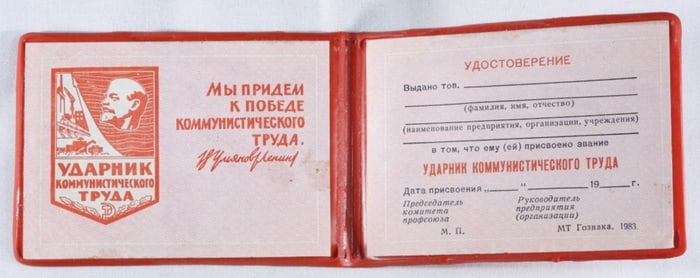 УДАРНИК
КОММУНИСТИЧЕСКОГО
ТРУДА
Мы придем
к победе
коммунистического
труда.
В Ульянов (Ленин)
УДОСТОВЕРЕНИЕ
Выдано тов.
(фамилия, имя, отчество)
(наименование предприятия, организации, учреждения)
в том, что ему (ей) присвоено звание
УДАРНИК КОММУНИСТИЧЕСКОГО ТРУДА
Дата присвоения „ “ 19 г.
Председатель
комитета
профсоюза
Руководитель
предприятия
(организации)
М. П.
МТ Гознака. 1983.